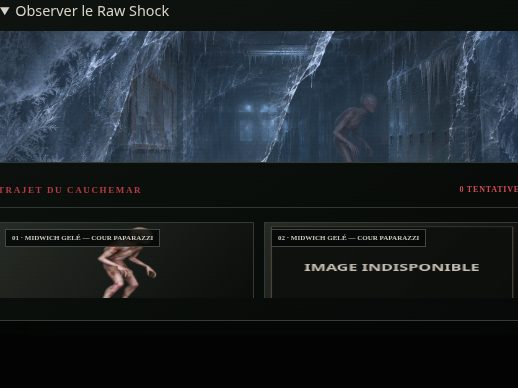 ▼ Observer le Raw Shock
TRAJET DU CAUCHEMAR
0 TENTATIVE
01 · MIDWICH GELÉ — COUR PAPARAZZI
02 · MIDWICH GELÉ — COUR PAPARAZZI
IMAGE INDISPONIBLE